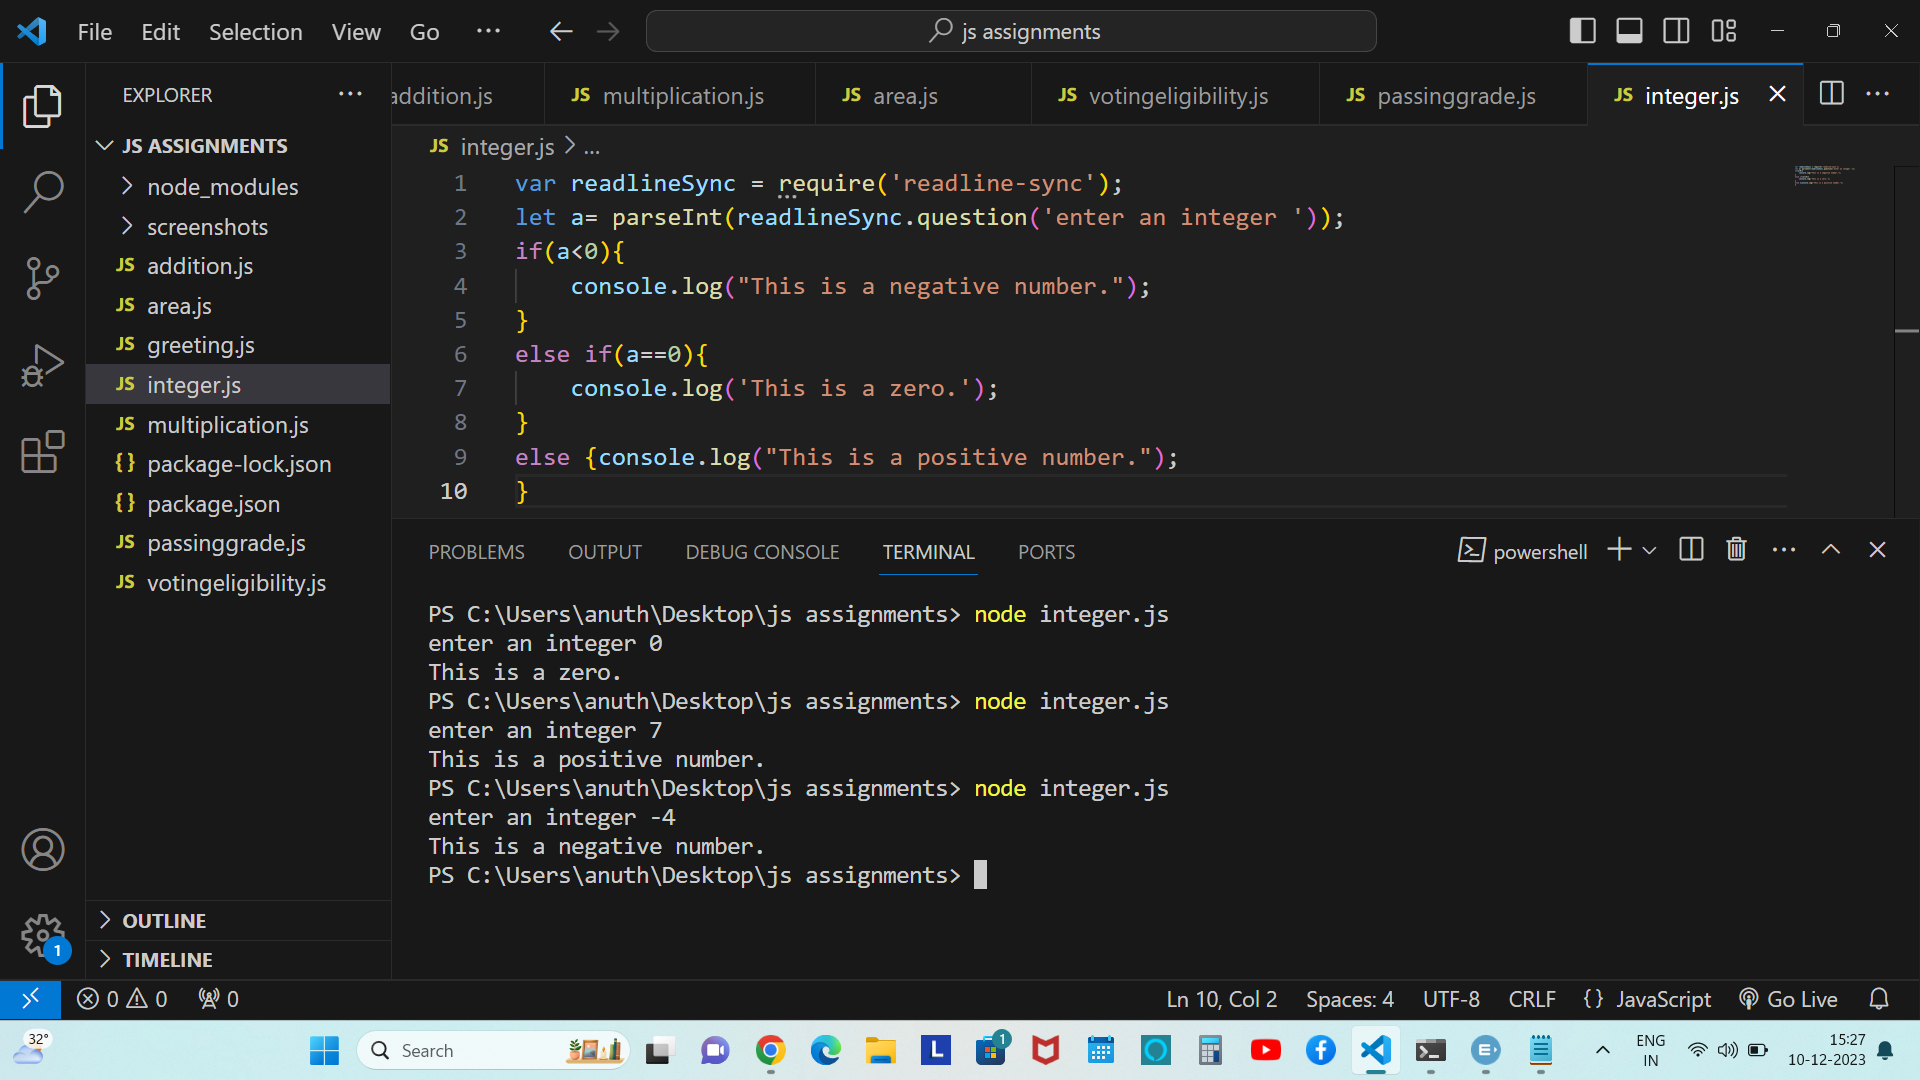 File Edit Selection View Go ... js assignments
EXPLORER ...
addition.js JS multiplication.js JS area.js JS votingeligibility.js JS passinggrade.js JS integer.js
JS ASSIGNMENTS
node_modules
screenshots
JS addition.js
JS area.js
JS greeting.js
JS integer.js
JS multiplication.js
{} package-lock.json
{} package.json
JS passinggrade.js
JS votingeligibility.js
OUTLINE
TIMELINE
JS integer.js > ...
1 var readlineSync = require('readline-sync');
2 let a= parseInt(readlineSync.question('enter an integer '));
3 if(a<0){
4 console.log("This is a negative number.");
5 }
6 else if(a==0){
7 console.log('This is a zero.');
8 }
9 else {console.log("This is a positive number.");
10 }
PROBLEMS OUTPUT DEBUG CONSOLE TERMINAL PORTS powershell
PS C:\Users\anuth\Desktop\js assignments> node integer.js
enter an integer 0
This is a zero.
PS C:\Users\anuth\Desktop\js assignments> node integer.js
enter an integer 7
This is a positive number.
PS C:\Users\anuth\Desktop\js assignments> node integer.js
enter an integer -4
This is a negative number.
PS C:\Users\anuth\Desktop\js assignments>
1
0 0 0 Ln 10, Col 2 Spaces: 4 UTF-8 CRLF {} JavaScript Go Live
32° Search L 1 ENG IN 15:27
10-12-2023